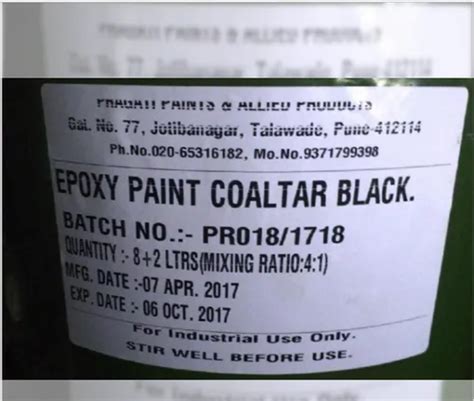 PRAGATI PAINTS & ALLIED PRODUCTS
Gal. No. 77, Jotibanagar, Talawade, Pune-412114
Ph.No.020-65316182, Mo.No.9371799398
EPOXY PAINT COALTAR BLACK.
BATCH NO.:- PR018/1718
QUANTITY :- 8+2 LTRS(MIXING RATIO:4:1)
MFG. DATE :-07 APR. 2017
EXP. DATE :- 06 OCT. 2017
For Industrial Use Only.
STIR WELL BEFORE USE.